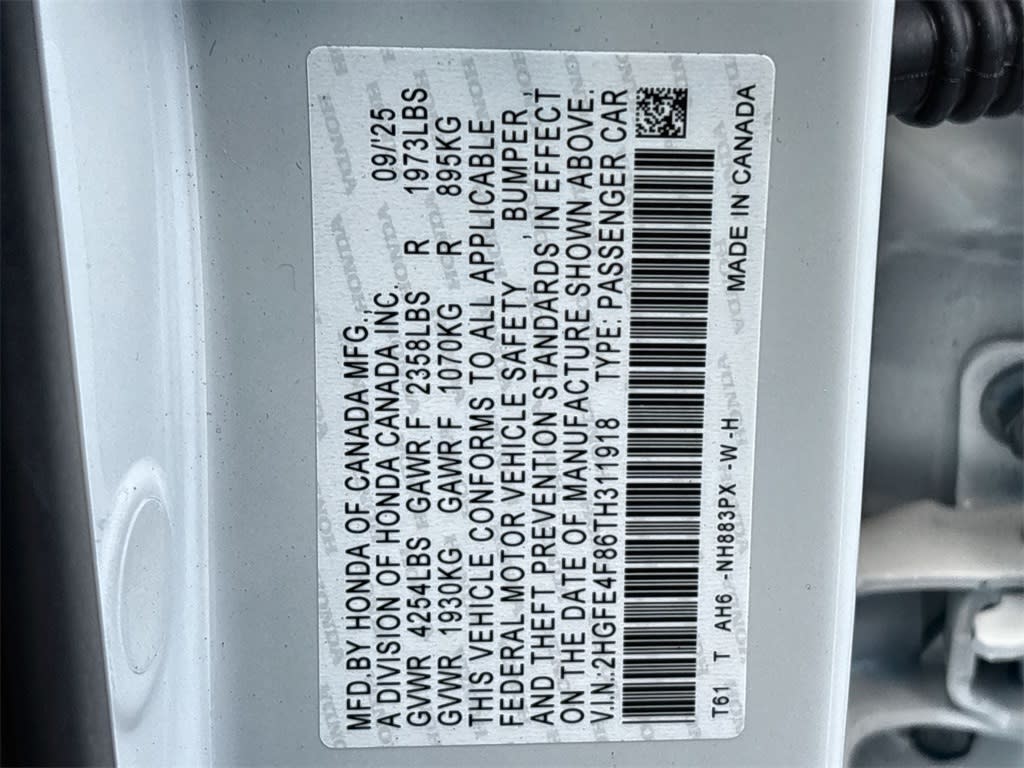 MFD.BY HONDA OF CANADA MFG.,
A DIVISION OF HONDA CANADA INC. 09/'25
GVWR 4254LBS GAWR F 2358LBS R 1973LBS
GVWR 1930KG GAWR F 1070KG R 895KG
THIS VEHICLE CONFORMS TO ALL APPLICABLE
FEDERAL MOTOR VEHICLE SAFETY , BUMPER ,
AND THEFT PREVENTION STANDARDS IN EFFECT
ON THE DATE OF MANUFACTURE SHOWN ABOVE.
V.I.N.:2HGFE4F86TH311918 TYPE: PASSENGER CAR
T61 T AH6 -NH883PX -W-H MADE IN CANADA